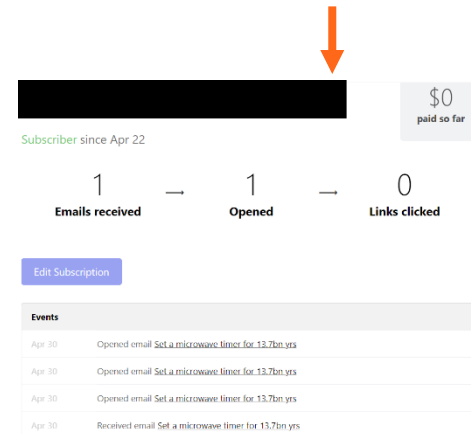 $0
paid so far
Subscriber since Apr 22
1 → 1 → 0
Emails received Opened Links clicked
Edit Subscription
Events
Apr 30 Opened email Set a microwave timer for 13.7bn yrs
Apr 30 Opened email Set a microwave timer for 13.7bn yrs
Apr 30 Opened email Set a microwave timer for 13.7bn yrs
Apr 30 Received email Set a microwave timer for 13.7bn yrs